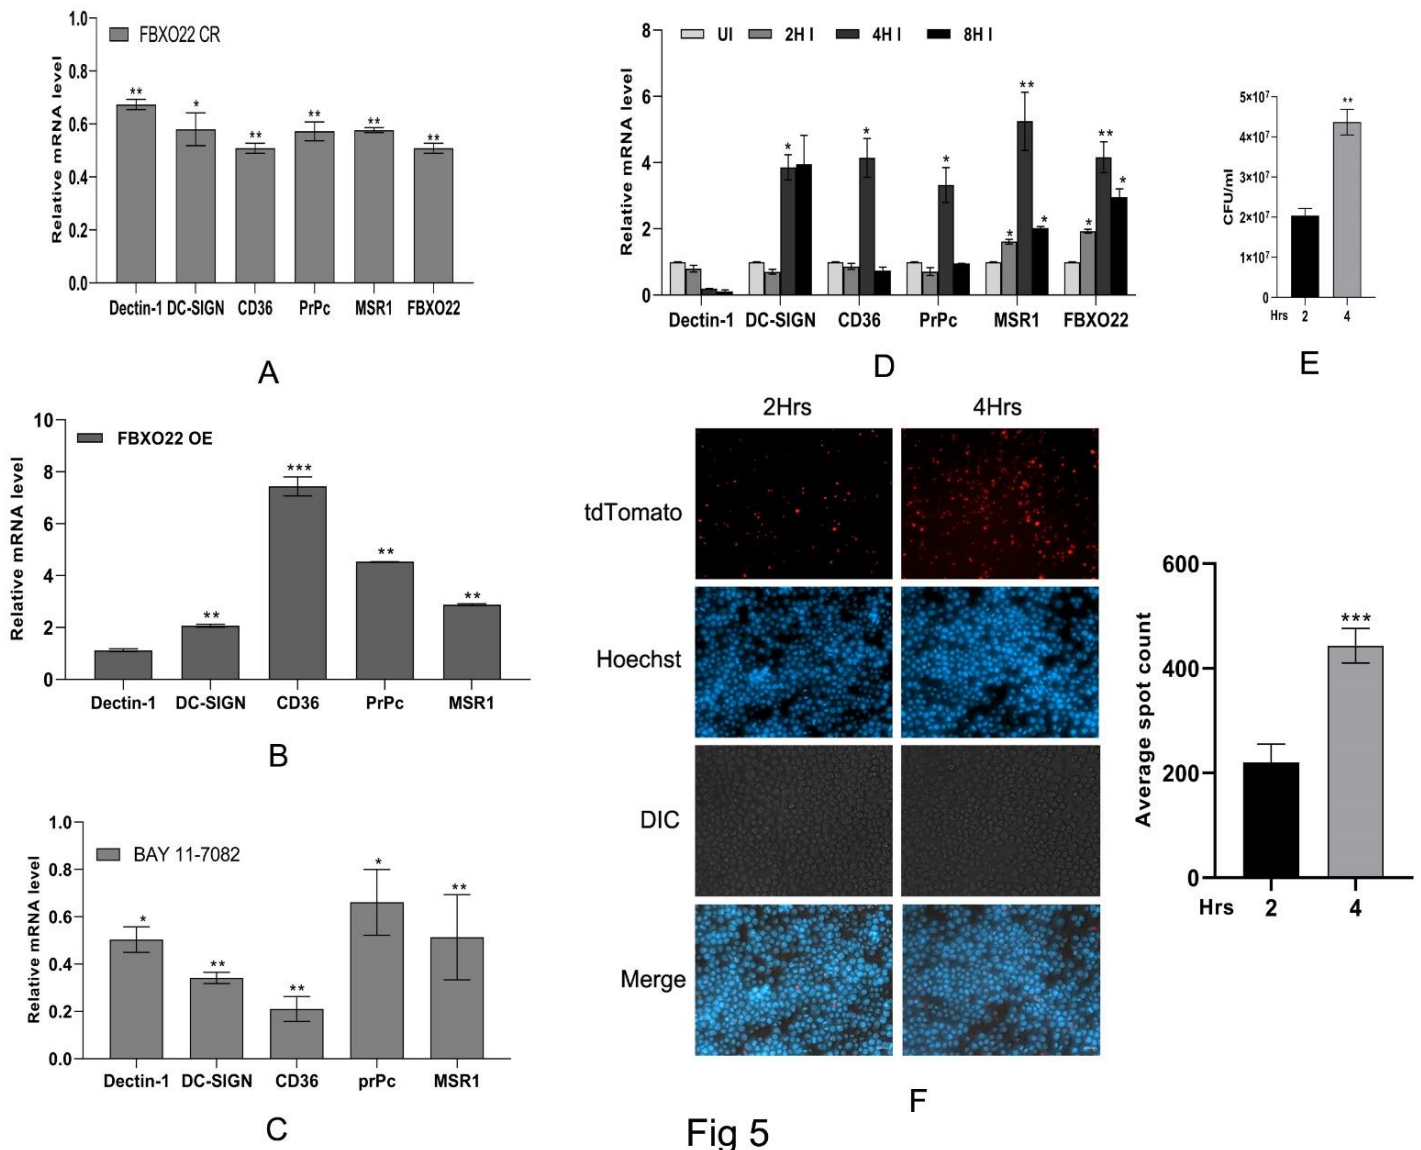 1.0
0.8
0.6
0.4
0.2
0.0
Relative mRNA level
FBXO22 CR
** * ** ** ** **
Dectin-1 DC-SIGN CD36 PrPc MSR1 FBXO22
A
10
8
6
4
2
0
Relative mRNA level
FBXO22 OE
** *** ** **
Dectin-1 DC-SIGN CD36 PrPc MSR1
B
1.0
0.8
0.6
0.4
0.2
0.0
Relative mRNA level
BAY 11-7082
* ** ** * **
Dectin-1 DC-SIGN CD36 prPc MSR1
C
8
6
4
2
0
Relative mRNA level
UI 2H I 4H I 8H I
* * * * ** * * ** *
Dectin-1 DC-SIGN CD36 PrPc MSR1 FBXO22
D
5×10⁷
4×10⁷
3×10⁷
2×10⁷
1×10⁷
0
CFU/ml
**
Hrs 2 4
E
2Hrs 4Hrs
tdTomato
Hoechst
DIC
Merge
600
400
200
0
Average spot count
***
Hrs 2 4
F
Fig 5